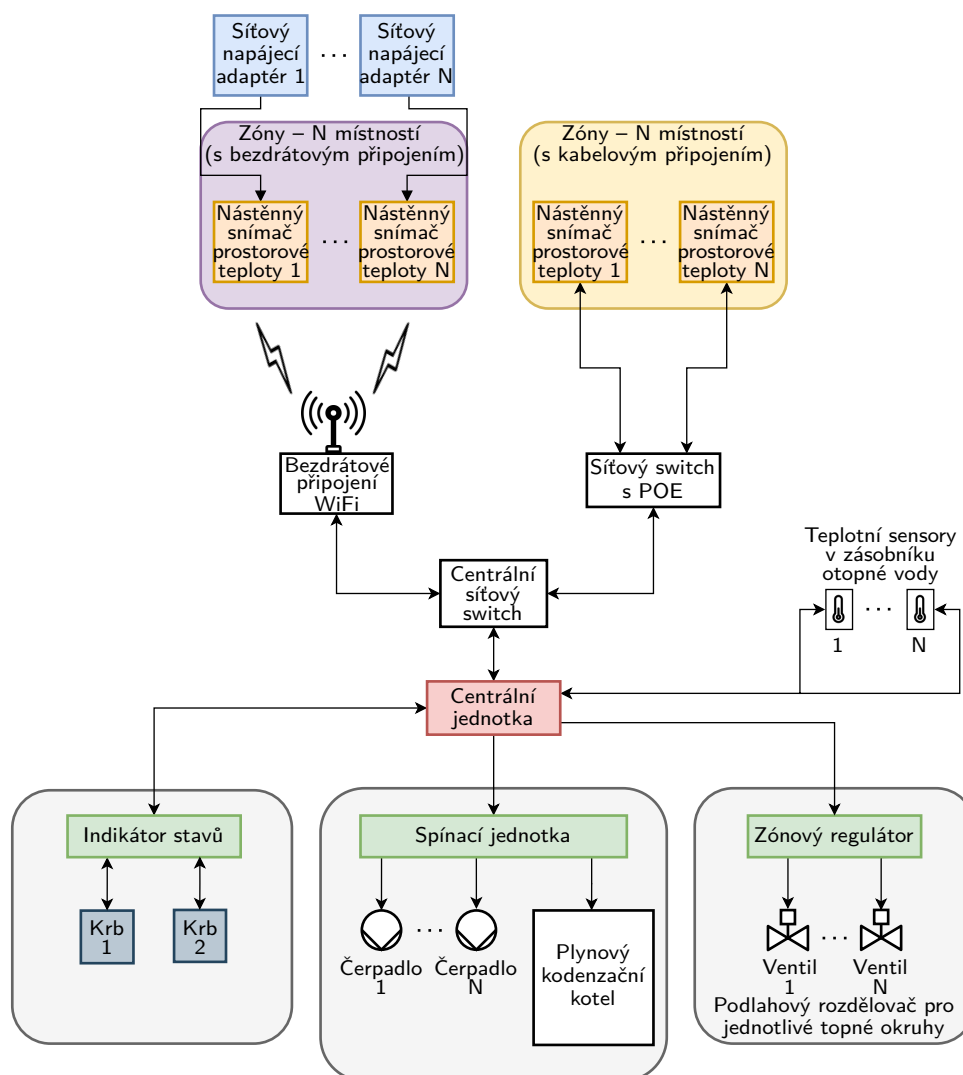 Síťový
napájecí
adaptér 1
. . .
Síťový
napájecí
adaptér N
Zóny – N místností
(s bezdrátovým připojením)
Zóny – N místností
(s kabelovým připojením)
Nástěnný
snímač
prostorové
teploty 1
. . .
Nástěnný
snímač
prostorové
teploty N
Nástěnný
snímač
prostorové
teploty 1
. . .
Nástěnný
snímač
prostorové
teploty N
Bezdrátové
připojení
WiFi
Síťový switch
s POE
Teplotní sensory
v zásobníku
otopné vody
. . .
1
N
Centrální
síťový
switch
Centrální
jednotka
Indikátor stavů
Krb
1
Krb
2
Spínací jednotka
. . .
Čerpadlo
1
Čerpadlo
N
Plynový
kodenzační
kotel
Zónový regulátor
. . .
Ventil
1
Ventil
N
Podlahový rozdělovač pro
jednotlivé topné okruhy